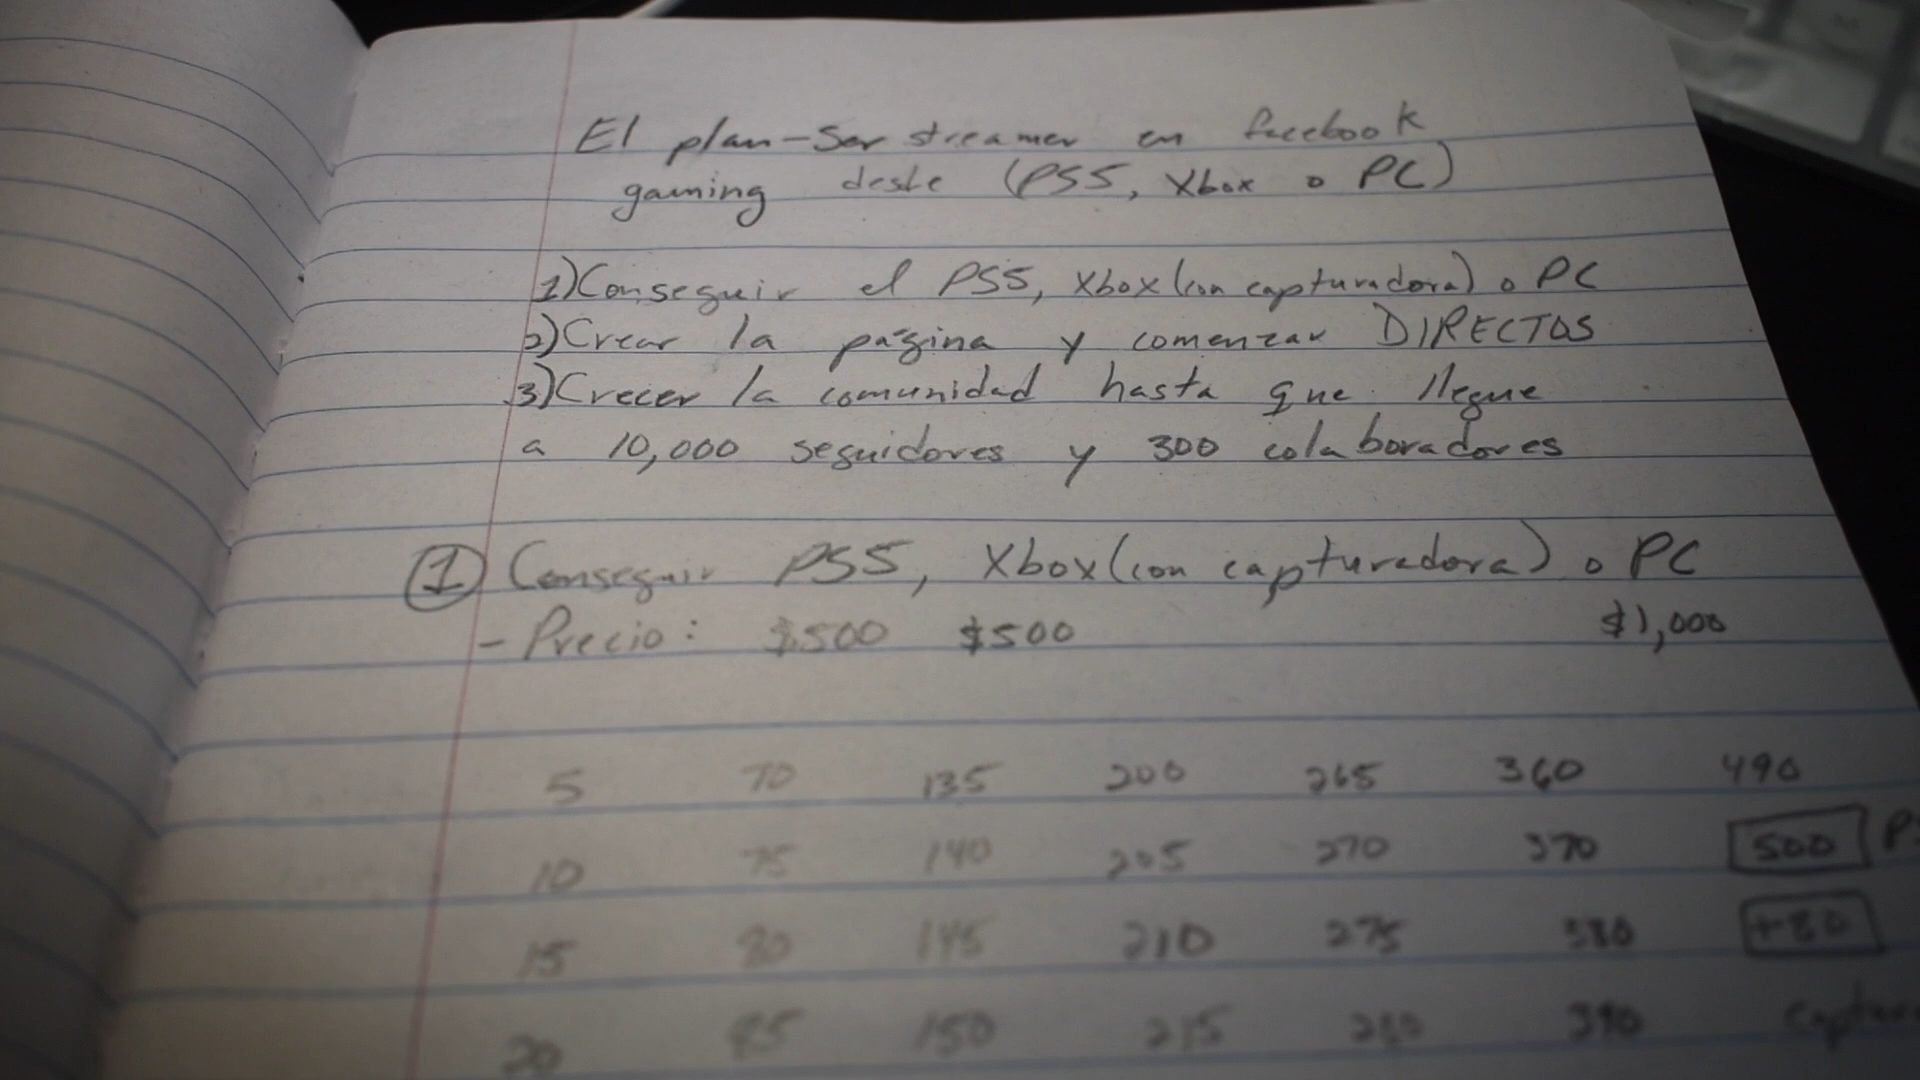 El plan-Ser streamer en facebook
gaming desde (PS5, Xbox o PC)
1) Conseguir el PS5, Xbox (con capturadora) o PC
2) Crear la página y comenzar DIRECTOS
3) Crecer la comunidad hasta que llegue
a 10,000 seguidores y 300 colaboradores
1 Conseguir PS5, Xbox (con capturadora) o PC
- Precio: $500 $500 $1,000
5 70 135 200 265 360 490
10 75 140 205 270 370 500
15 80 145 210 275 380 +80
20 85 150 215 280 390